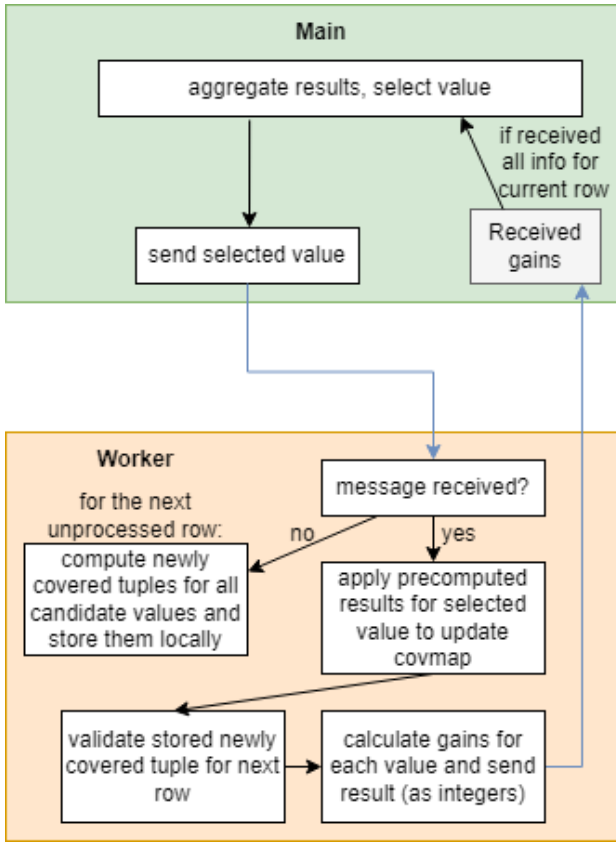 Main
aggregate results, select value
if received
all info for
current row
send selected value
Received
gains
Worker
message received?
for the next
unprocessed row:
no
yes
compute newly
covered tuples for all
candidate values and
store them locally
apply precomputed
results for selected
value to update
covmap
validate stored newly
covered tuple for next
row
calculate gains for
each value and send
result (as integers)